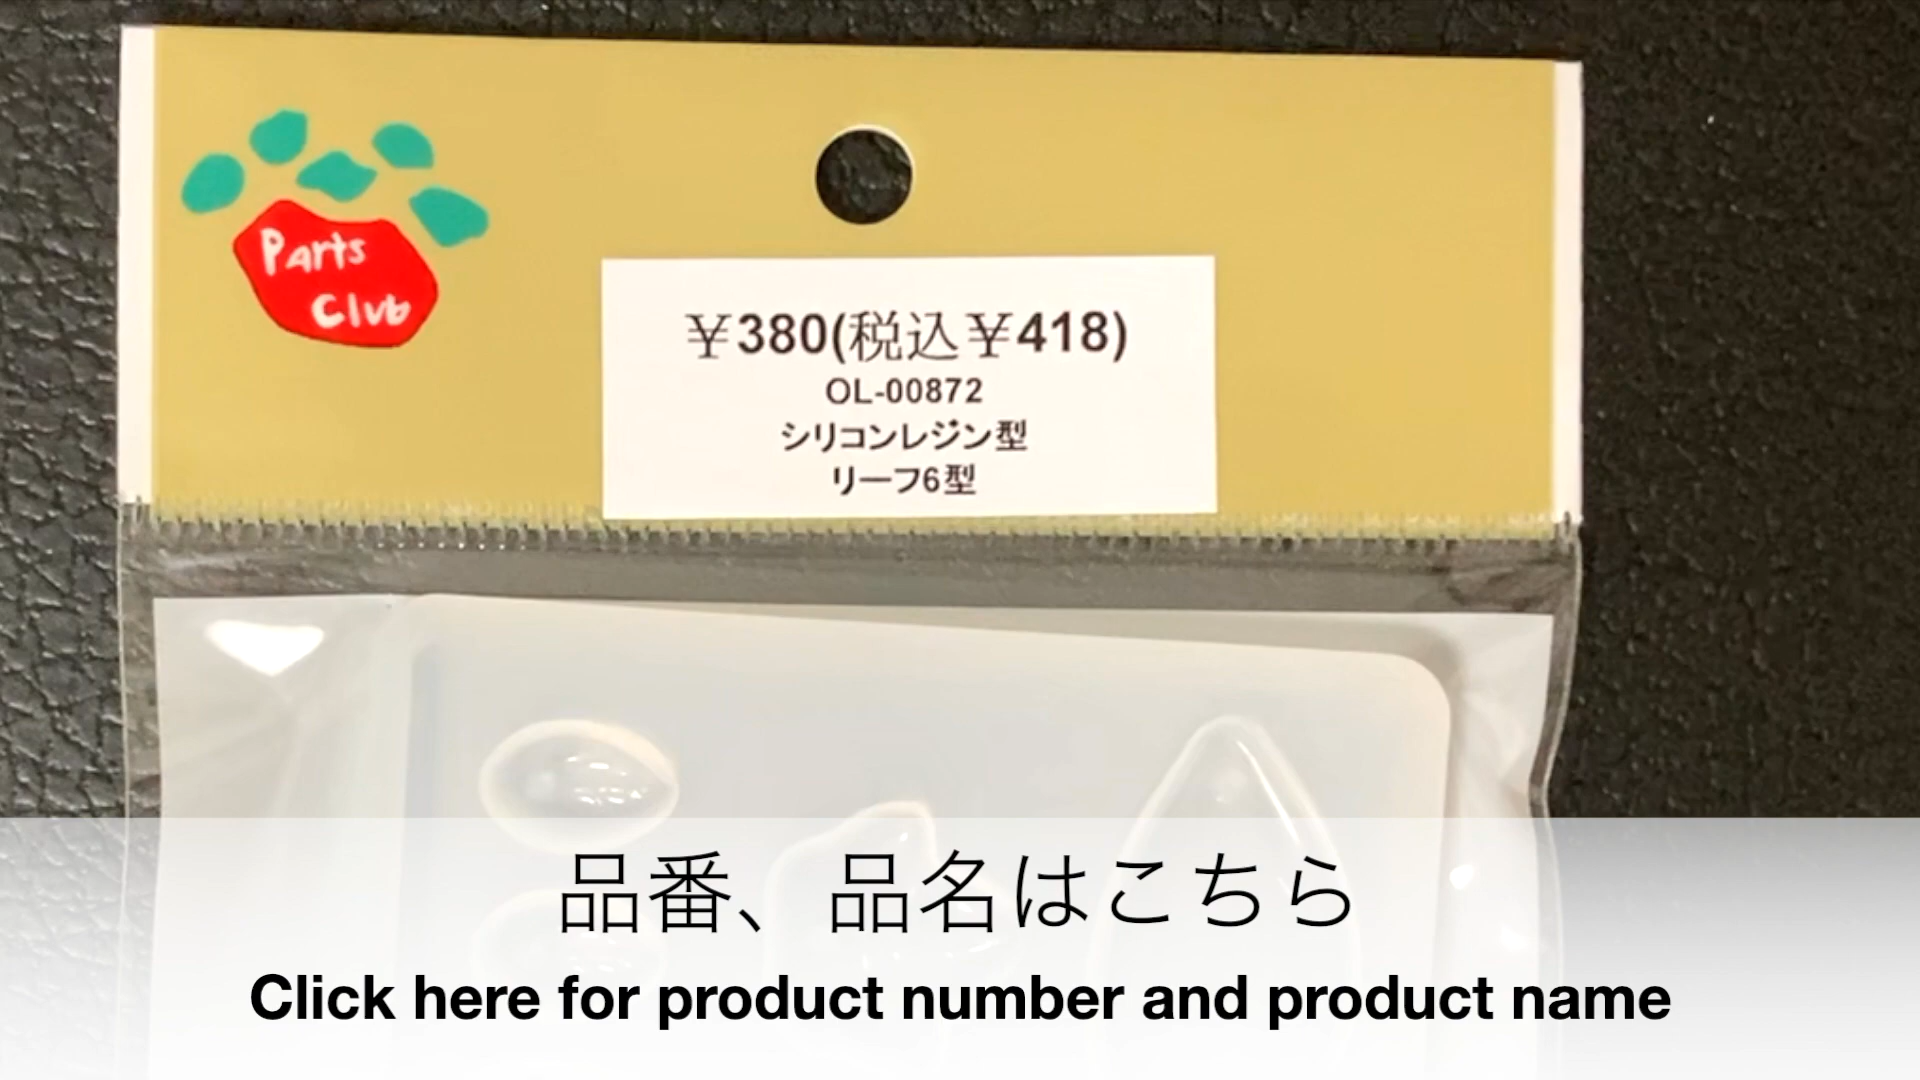 Parts
Club
￥380(税込￥418)
OL-00872
シリコンレジン型
リーフ6型
品番、品名はこちら
Click here for product number and product name